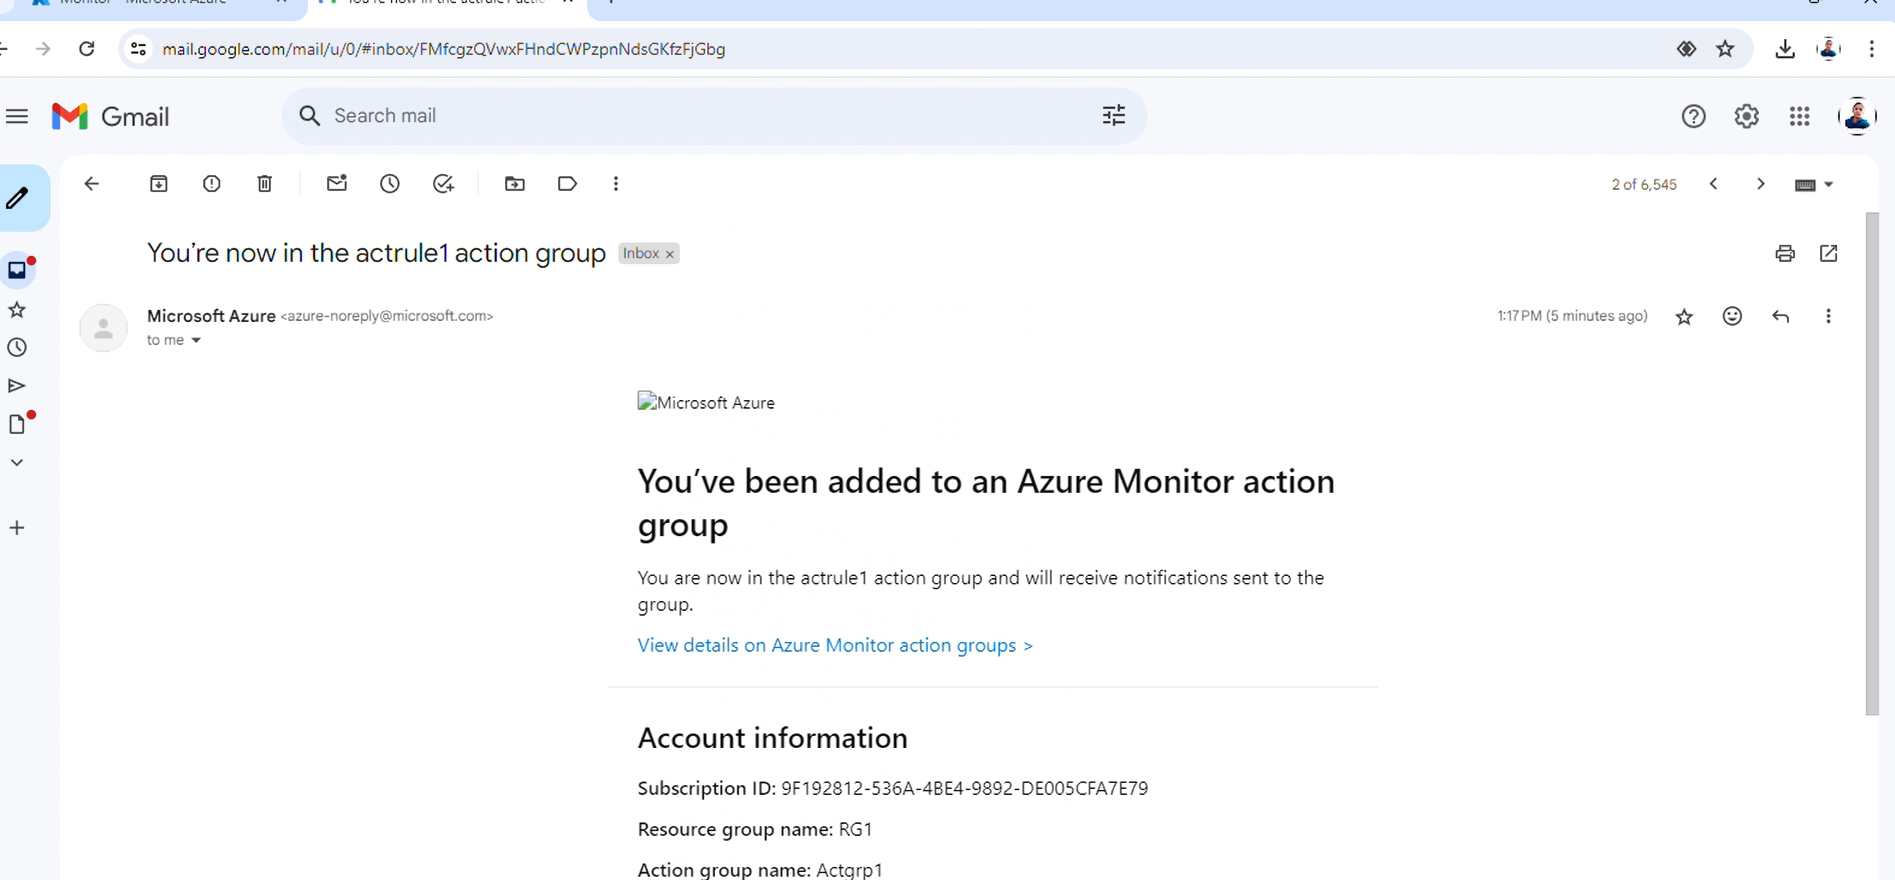 Monitor - Microsoft Azure
You're now in the actrule1 actio
mail.google.com/mail/u/0/#inbox/FMfcgzQVwxFHndCWPzpnNdsGKfzFjGbg
Gmail
Search mail
2 of 6,545
You’re now in the actrule1 action group
Inbox ×
Microsoft Azure <azure-noreply@microsoft.com>
1:17 PM (5 minutes ago)
to me
Microsoft Azure
You’ve been added to an Azure Monitor action
group
You are now in the actrule1 action group and will receive notifications sent to the
group.
View details on Azure Monitor action groups >
Account information
Subscription ID: 9F192812-536A-4BE4-9892-DE005CFA7E79
Resource group name: RG1
Action group name: Actgrp1